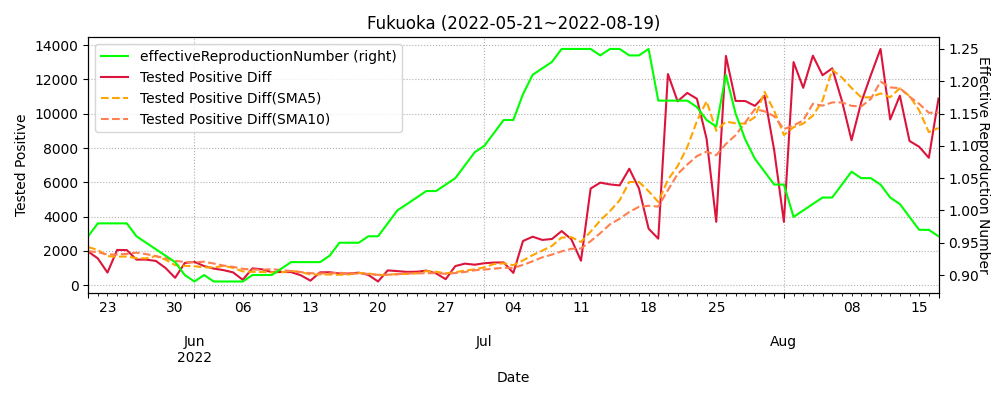 Fukuoka (2022-05-21~2022-08-19)
effectiveReproductionNumber (right)
Tested Positive Diff
Tested Positive Diff(SMA5)
Tested Positive Diff(SMA10)
Tested Positive
14000
12000
10000
8000
6000
4000
2000
0
Effective Reproduction Number
1.25
1.20
1.15
1.10
1.05
1.00
0.95
0.90
23 30 06 13 20 27 04 11 18 25 08 15
Jun Jul Aug
2022
Date